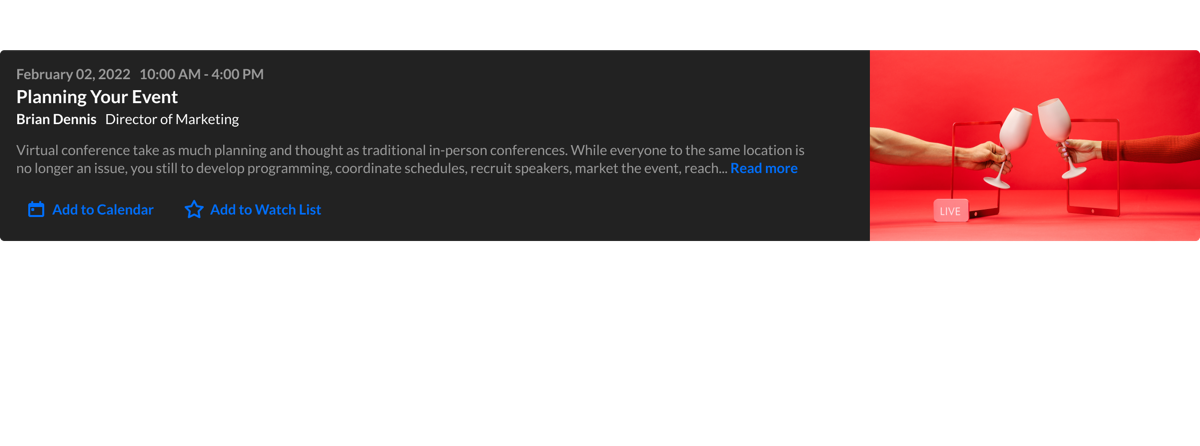 February 02, 2022 10:00 AM - 4:00 PM
Planning Your Event
Brian Dennis Director of Marketing
Virtual conference take as much planning and thought as traditional in-person conferences. While everyone to the same location is
no longer an issue, you still to develop programming, coordinate schedules, recruit speakers, market the event, reach... Read more
Add to Calendar Add to Watch List
LIVE